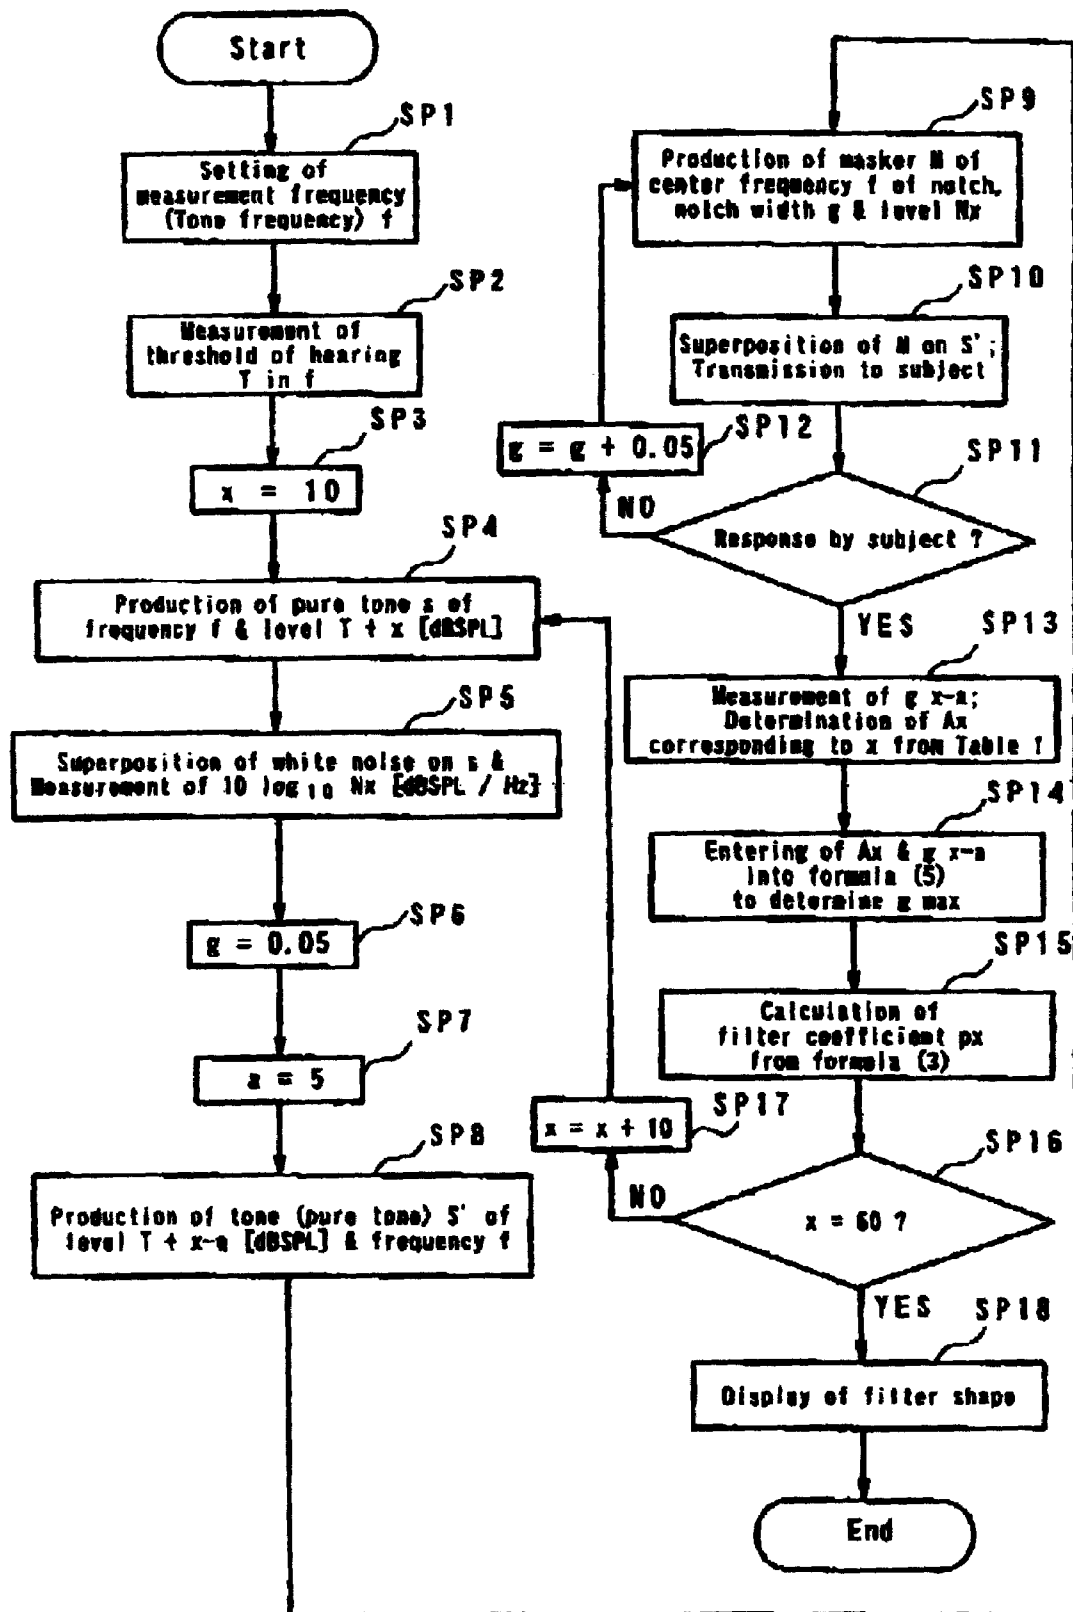 Start
SP1
Setting of
measurement frequency
(Tone frequency) f
SP2
Measurement of
threshold of hearing
T in f
SP3
x = 10
SP4
Production of pure tone s of
frequency f & level T + x [dBSPL]
SP5
Superposition of white noise on s &
Measurement of 10 log10 Nx [dBSPL / Hz]
SP6
g = 0.05
SP7
a = 5
SP8
Production of tone (pure tone) S' of
level T + x-a [dBSPL] & frequency f
SP9
Production of masker M of
center frequency f of notch,
notch width g & level Nx
SP10
Superposition of M on S';
Transmission to subject
SP12
g = g + 0.05
SP11
NO
Response by subject ?
YES
SP13
Measurement of g x-a;
Determination of Ax
corresponding to x from Table 1
SP14
Entering of Ax & g x-a
into formula (5)
to determine g max
SP15
Calculation of
filter coefficient px
from formula (3)
SP17
x = x + 10
SP16
NO
x = 60 ?
YES
SP18
Display of filter shape
End